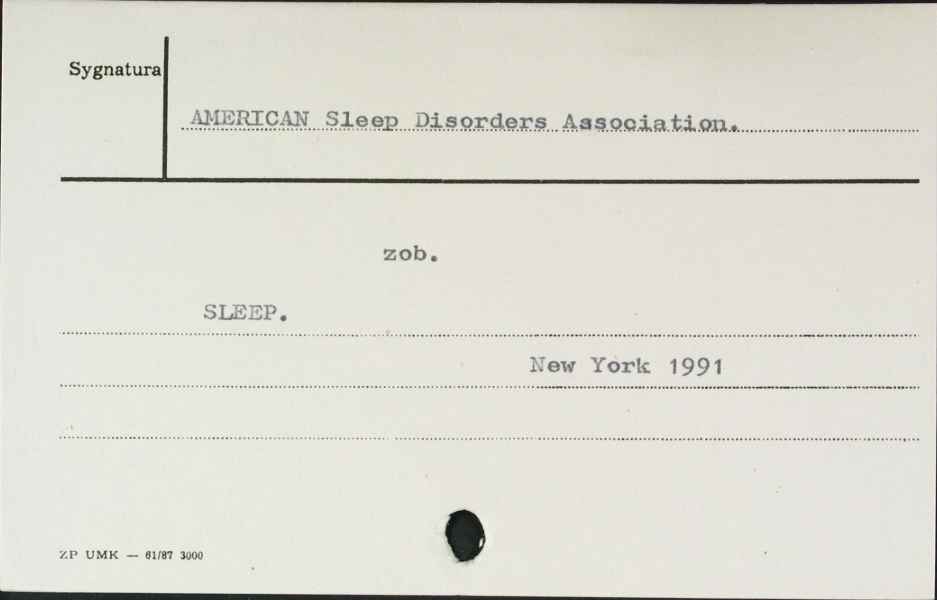 Sygnatura
AMERICAN Sleep Disorders Association.
zob.
SLEEP.
New York 1991
ZP UMK — 61/87 3000